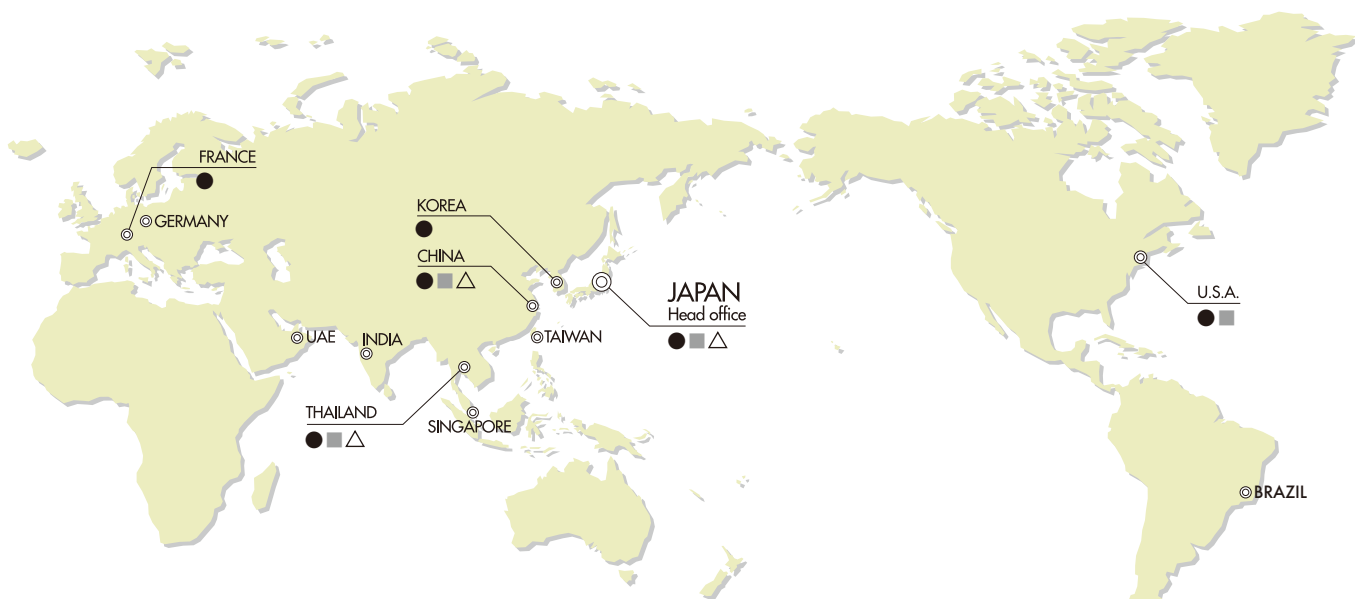 FRANCE
GERMANY
KOREA
CHINA
JAPAN
Head office
U.S.A.
UAE
INDIA
TAIWAN
THAILAND
SINGAPORE
BRAZIL